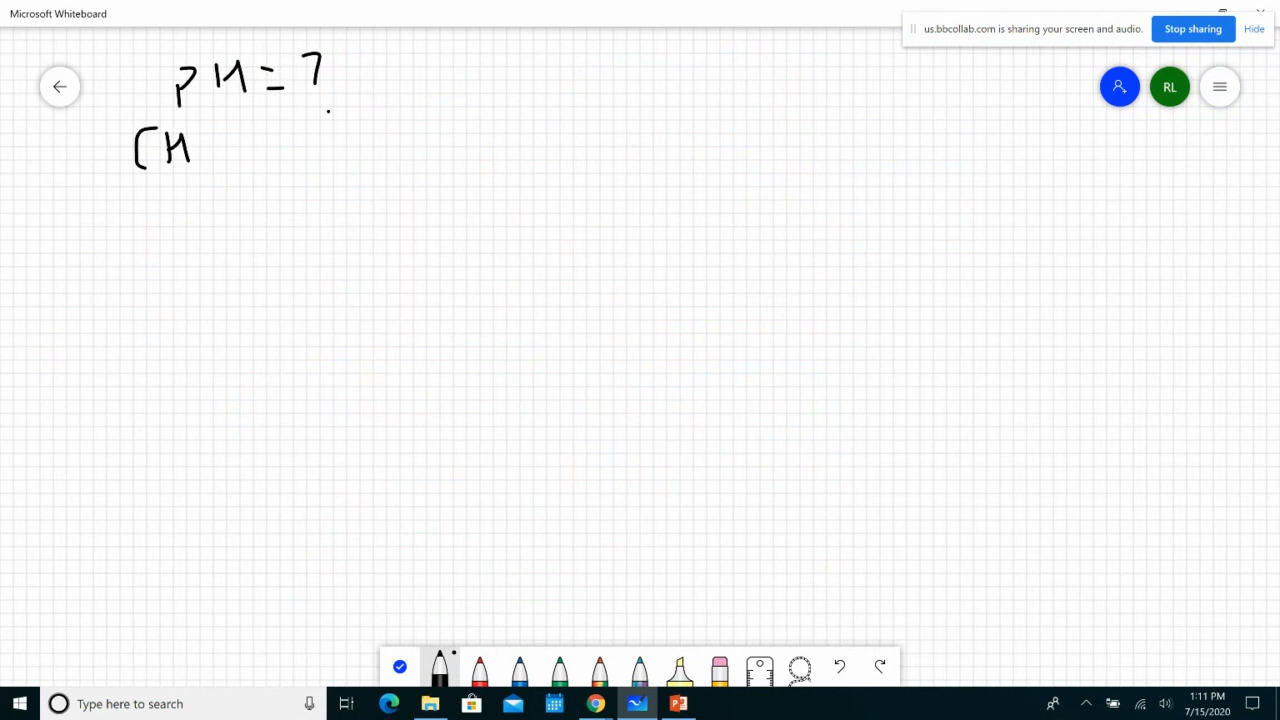 Microsoft Whiteboard
us.bbcollab.com is sharing your screen and audio.
Stop sharing
Hide
RL
pH = ?
[H
Type here to search
1:11 PM
7/15/2020